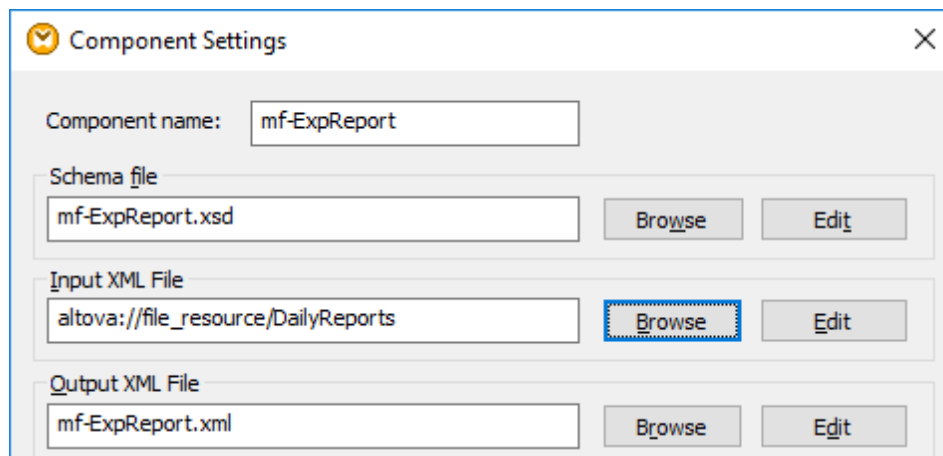 Component Settings
Component name: mf-ExpReport
Schema file
mf-ExpReport.xsd Browse Edit
Input XML File
altova://file_resource/DailyReports Browse Edit
Output XML File
mf-ExpReport.xml Browse Edit